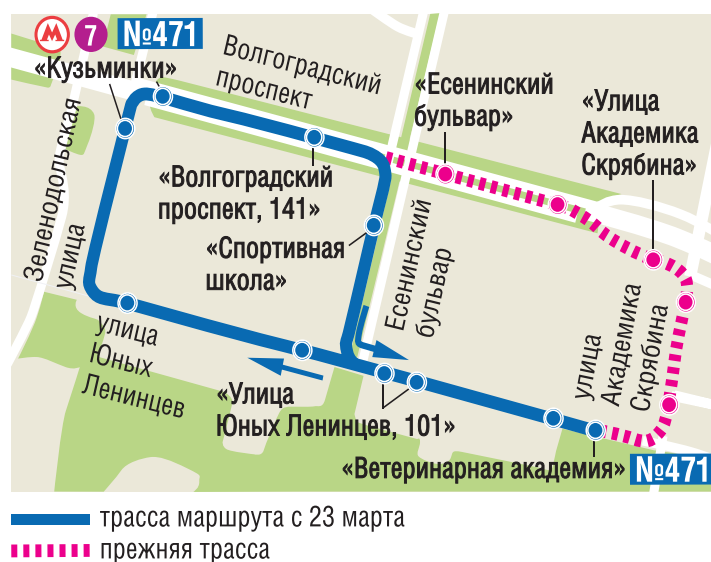 М 7 №471
«Кузьминки»
Волгоградский
проспект
«Есенинский
бульвар»
«Улица
Академика
Скрябина»
Зеленодольская
улица
«Волгоградский
проспект, 141»
«Спортивная
школа»
Есенинский
бульвар
улица
Юных
Ленинцев
улица
Академика
Скрябина
«Улица
Юных Ленинцев, 101»
«Ветеринарная академия» №471
трасса маршрута с 23 марта
прежняя трасса